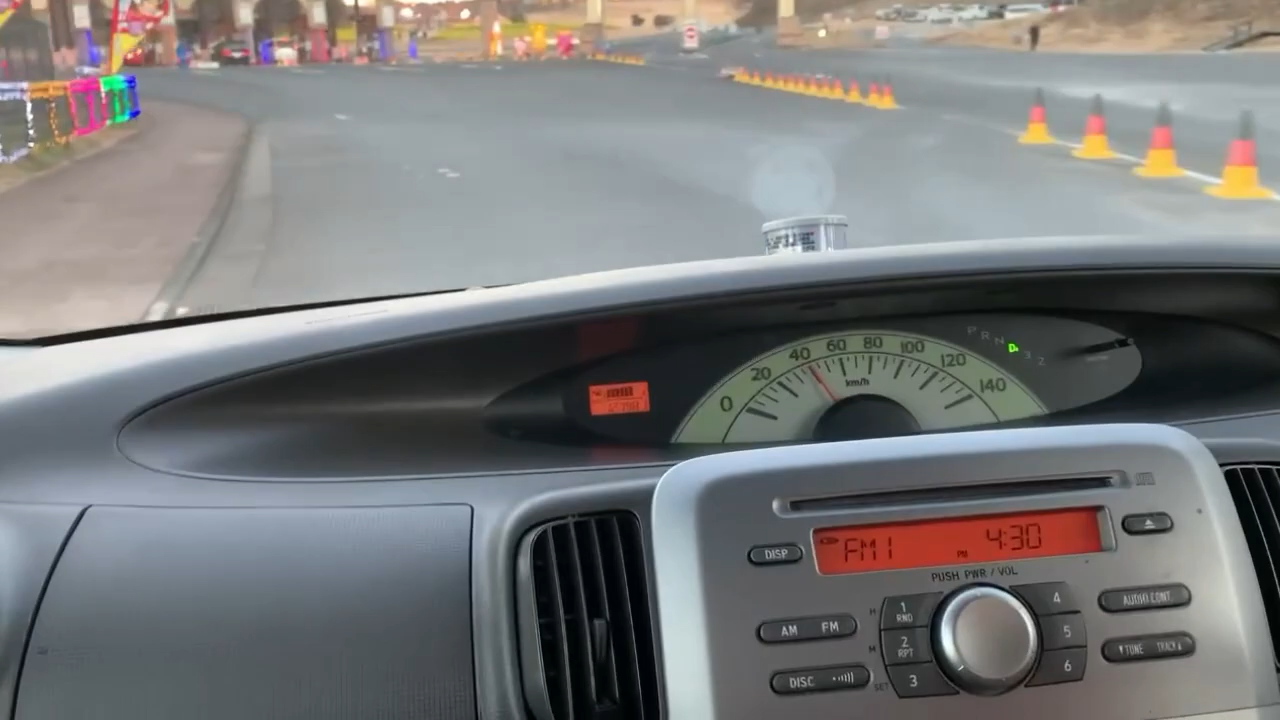 0 20 40 60 80 100 120 140
km/h
P R N D 3 2
FM1 PM 4:30
DISP
PUSH PWR / VOL
AM FM
1 RND
2 RPT
3
4
5
6
AUDIO CONT
DISC
SET
▼TUNE TRACK▲